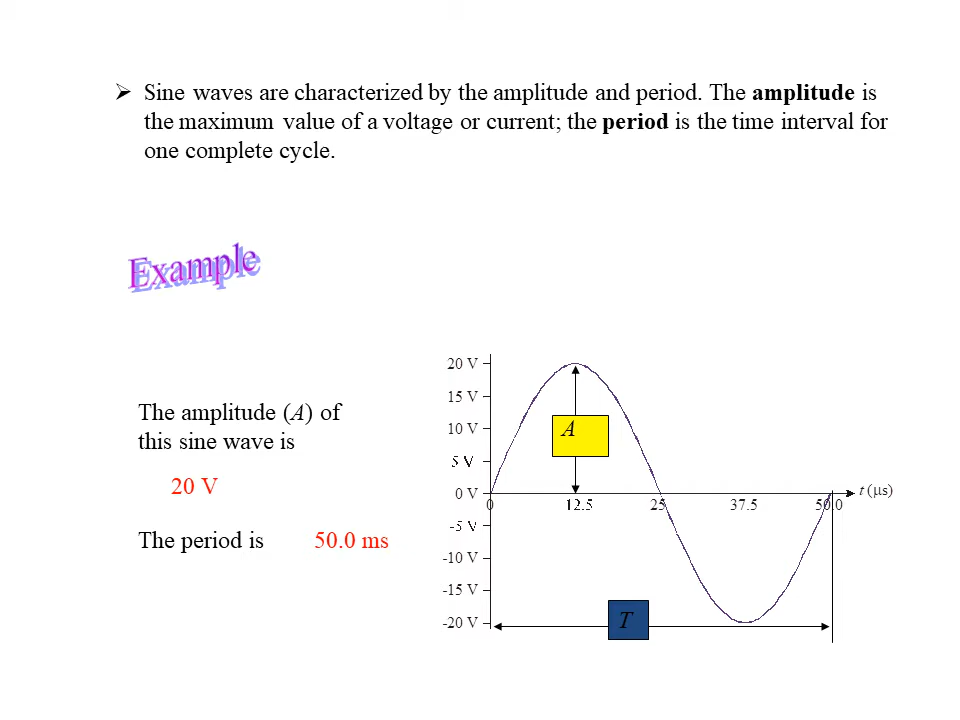 ➢ Sine waves are characterized by the amplitude and period. The amplitude is
the maximum value of a voltage or current; the period is the time interval for
one complete cycle.
Example
The amplitude (A) of
this sine wave is
20 V
The period is 50.0 ms
20 V
15 V
10 V
5 V
0 V
-5 V
-10 V
-15 V
-20 V
A
0 12.5 25 37.5 50.0
t (μs)
T